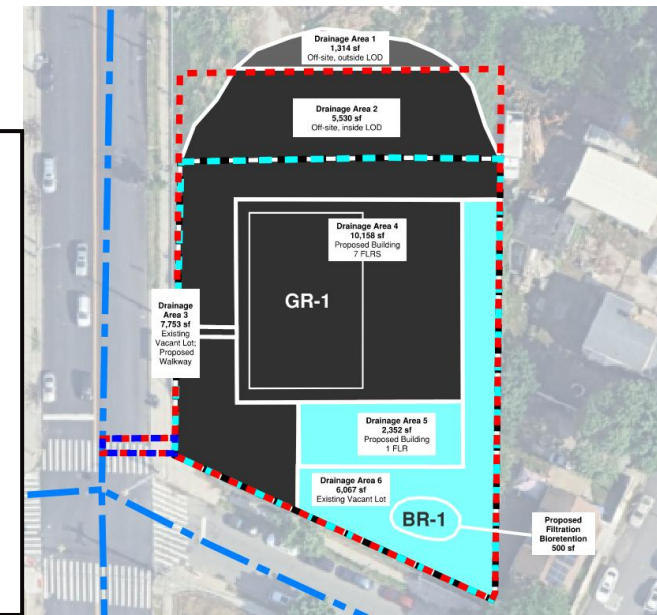 Drainage Area 1
1,314 sf
Off-site, outside LOD
Drainage Area 2
5,530 sf
Off-site, inside LOD
Drainage Area 4
10,158 sf
Proposed Building
7 FLRS
GR-1
Drainage
Area 3
7,753 sf
Existing
Vacant Lot;
Proposed
Walkway
Drainage Area 5
2,352 sf
Proposed Building
1 FLR
Drainage Area 6
6,067 sf
Existing Vacant Lot
BR-1
Proposed
Filtration
Bioretention
500 sf